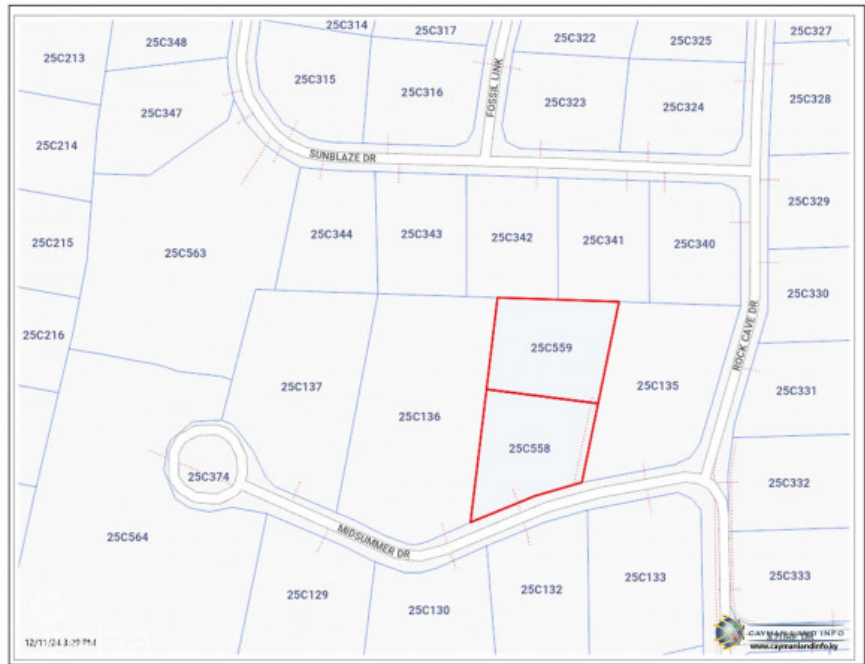 25C314
25C317
25C322
25C325
25C327
25C348
25C213
25C315
25C316
FOSSIL LINK
25C323
25C324
25C328
25C347
25C214
SUNBLAZE DR
25C329
25C215
25C563
25C344
25C343
25C342
25C341
25C340
25C330
25C216
ROCK CAVE DR
25C559
25C137
25C135
25C331
25C136
25C558
25C374
25C332
25C564
MIDSUMMER DR
25C133
25C333
25C132
25C129
25C130
12/11/24 3:29 PM
CAYMAN LAND INFO
www.caymanlandinfo.ky